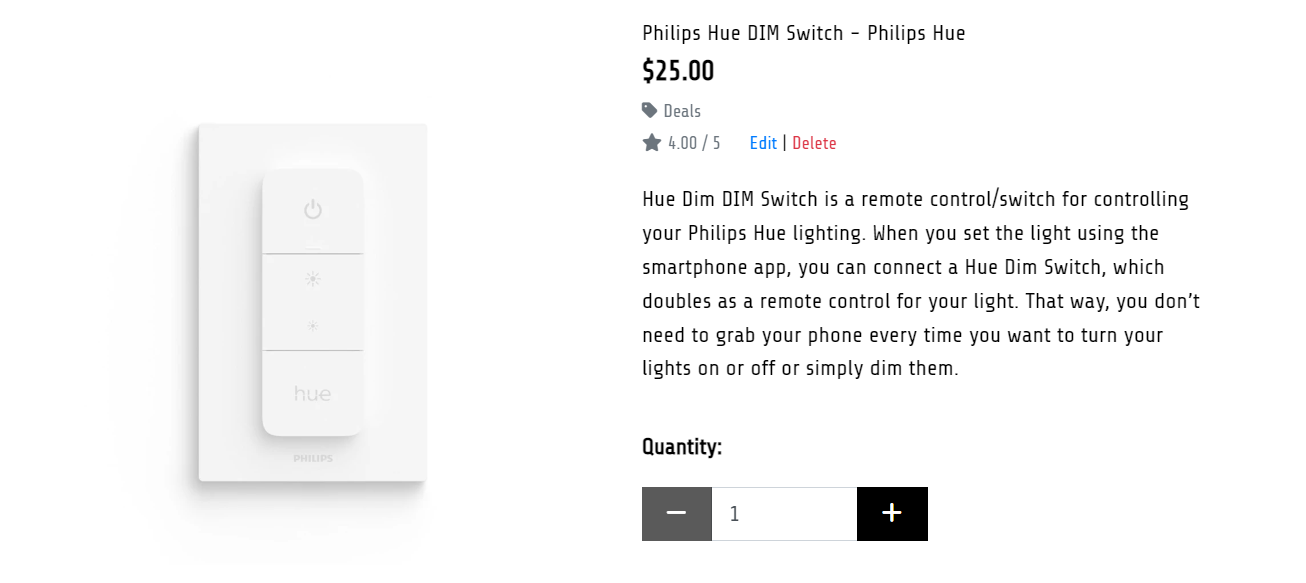 hue
PHILIPS
Philips Hue DIM Switch - Philips Hue
$25.00
Deals
4.00 / 5 Edit | Delete
Hue Dim DIM Switch is a remote control/switch for controlling
your Philips Hue lighting. When you set the light using the
smartphone app, you can connect a Hue Dim Switch, which
doubles as a remote control for your light. That way, you don't
need to grab your phone every time you want to turn your
lights on or off or simply dim them.
Quantity:
− 1 +